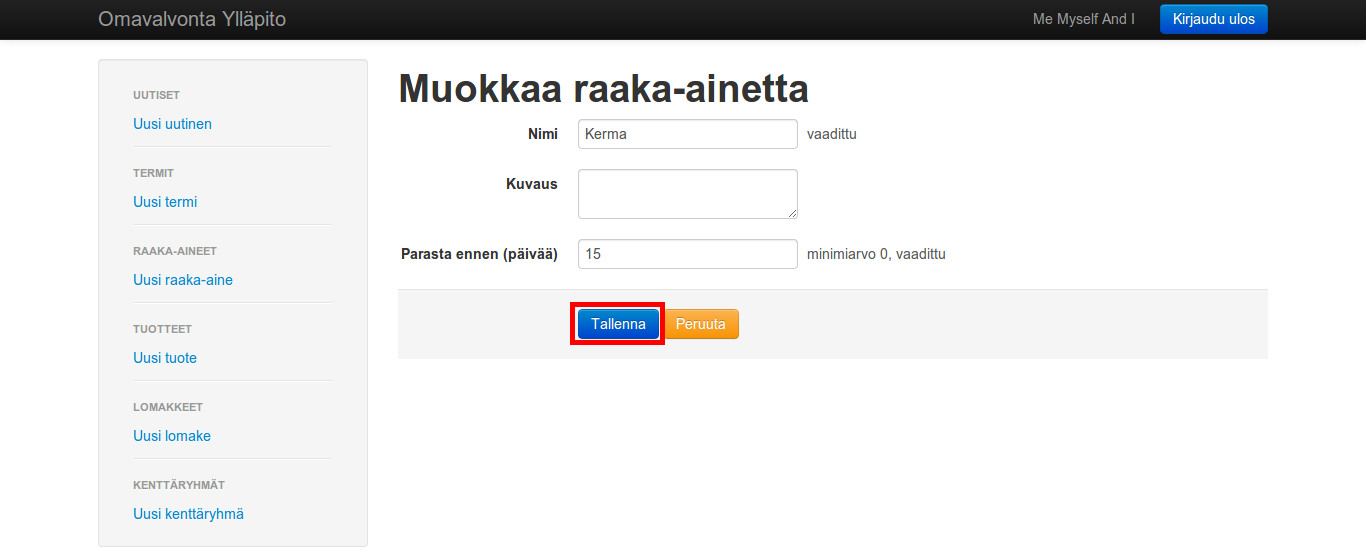 Omavalvonta Ylläpito
Me Myself And I
Kirjaudu ulos
UUTISET
Uusi uutinen
TERMIT
Uusi termi
RAAKA-AINEET
Uusi raaka-aine
TUOTTEET
Uusi tuote
LOMAKKEET
Uusi lomake
KENTTÄRYHMÄT
Uusi kenttäryhmä
Muokkaa raaka-ainetta
Nimi Kerma vaadittu
Kuvaus
Parasta ennen (päivää) 15 minimiarvo 0, vaadittu
Tallenna Peruuta